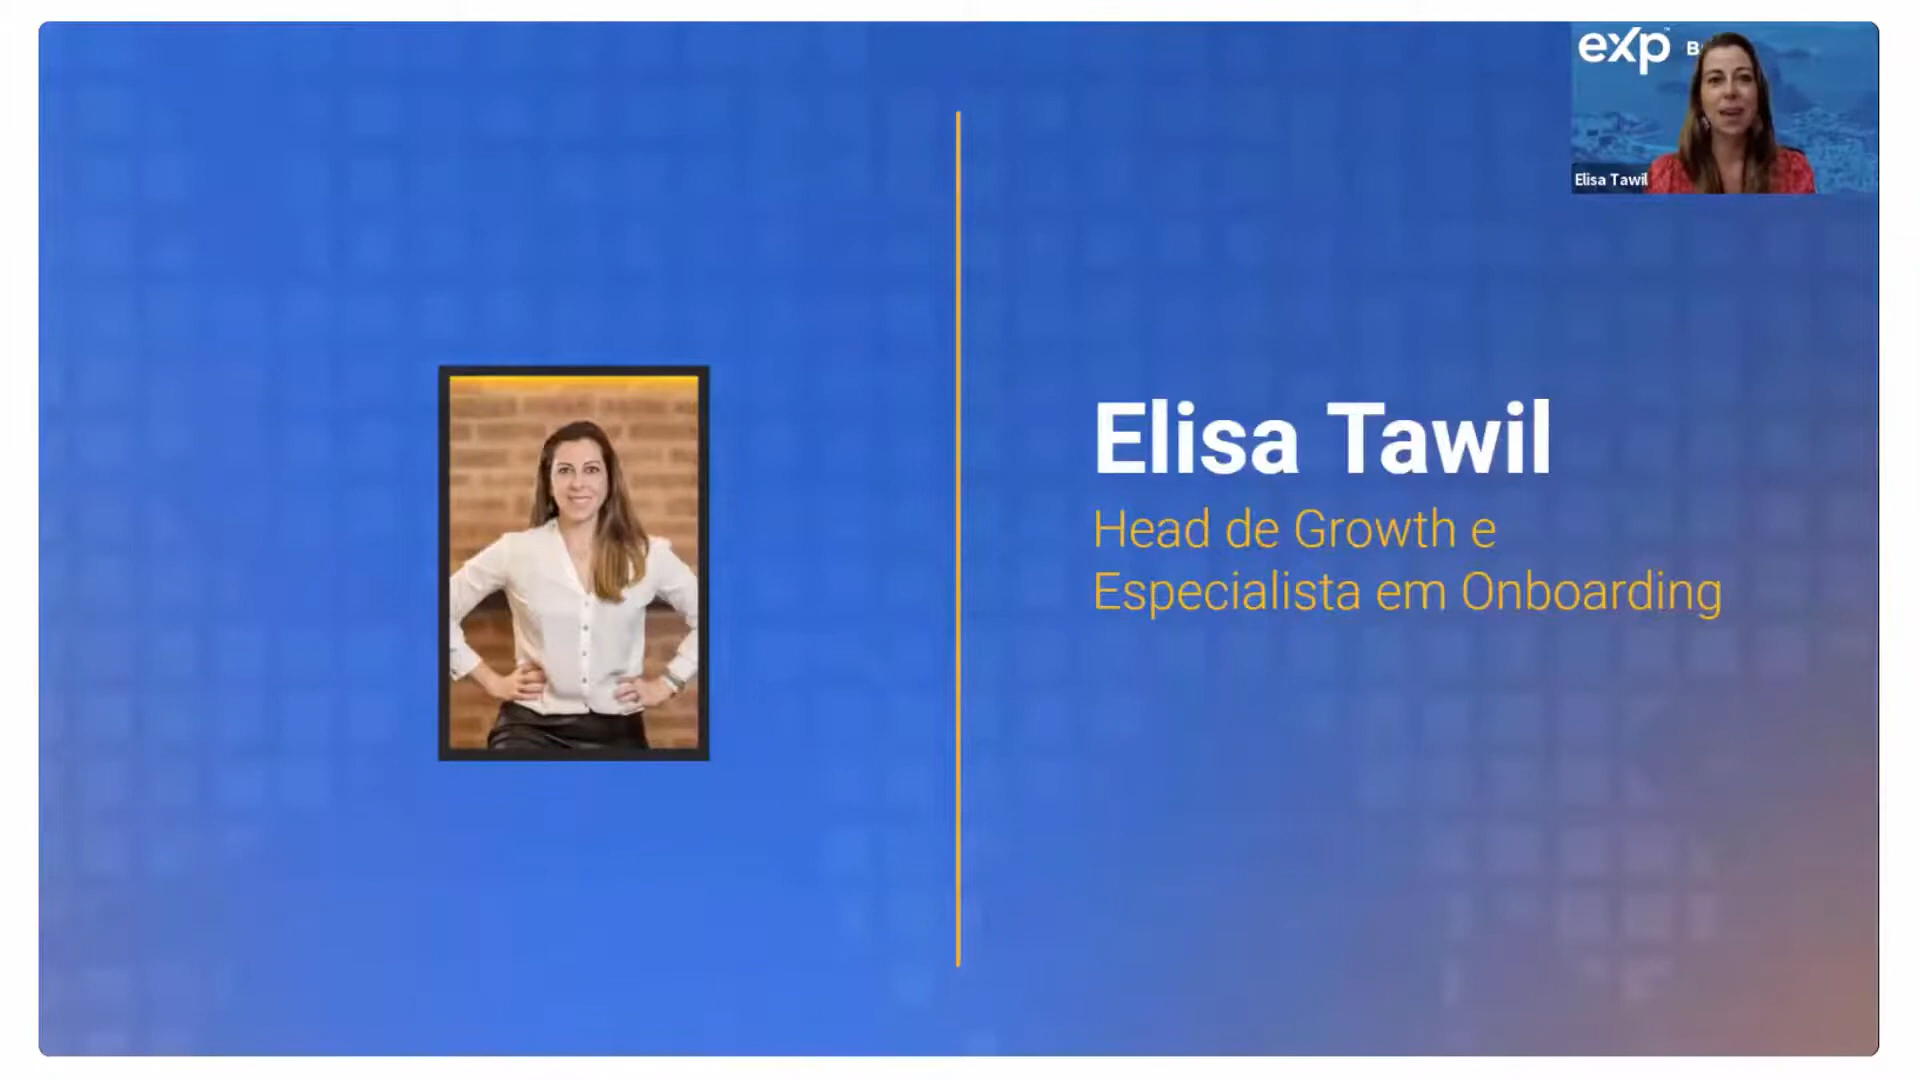 exp
Elisa Tawil
Elisa Tawil
Head de Growth e
Especialista em Onboarding